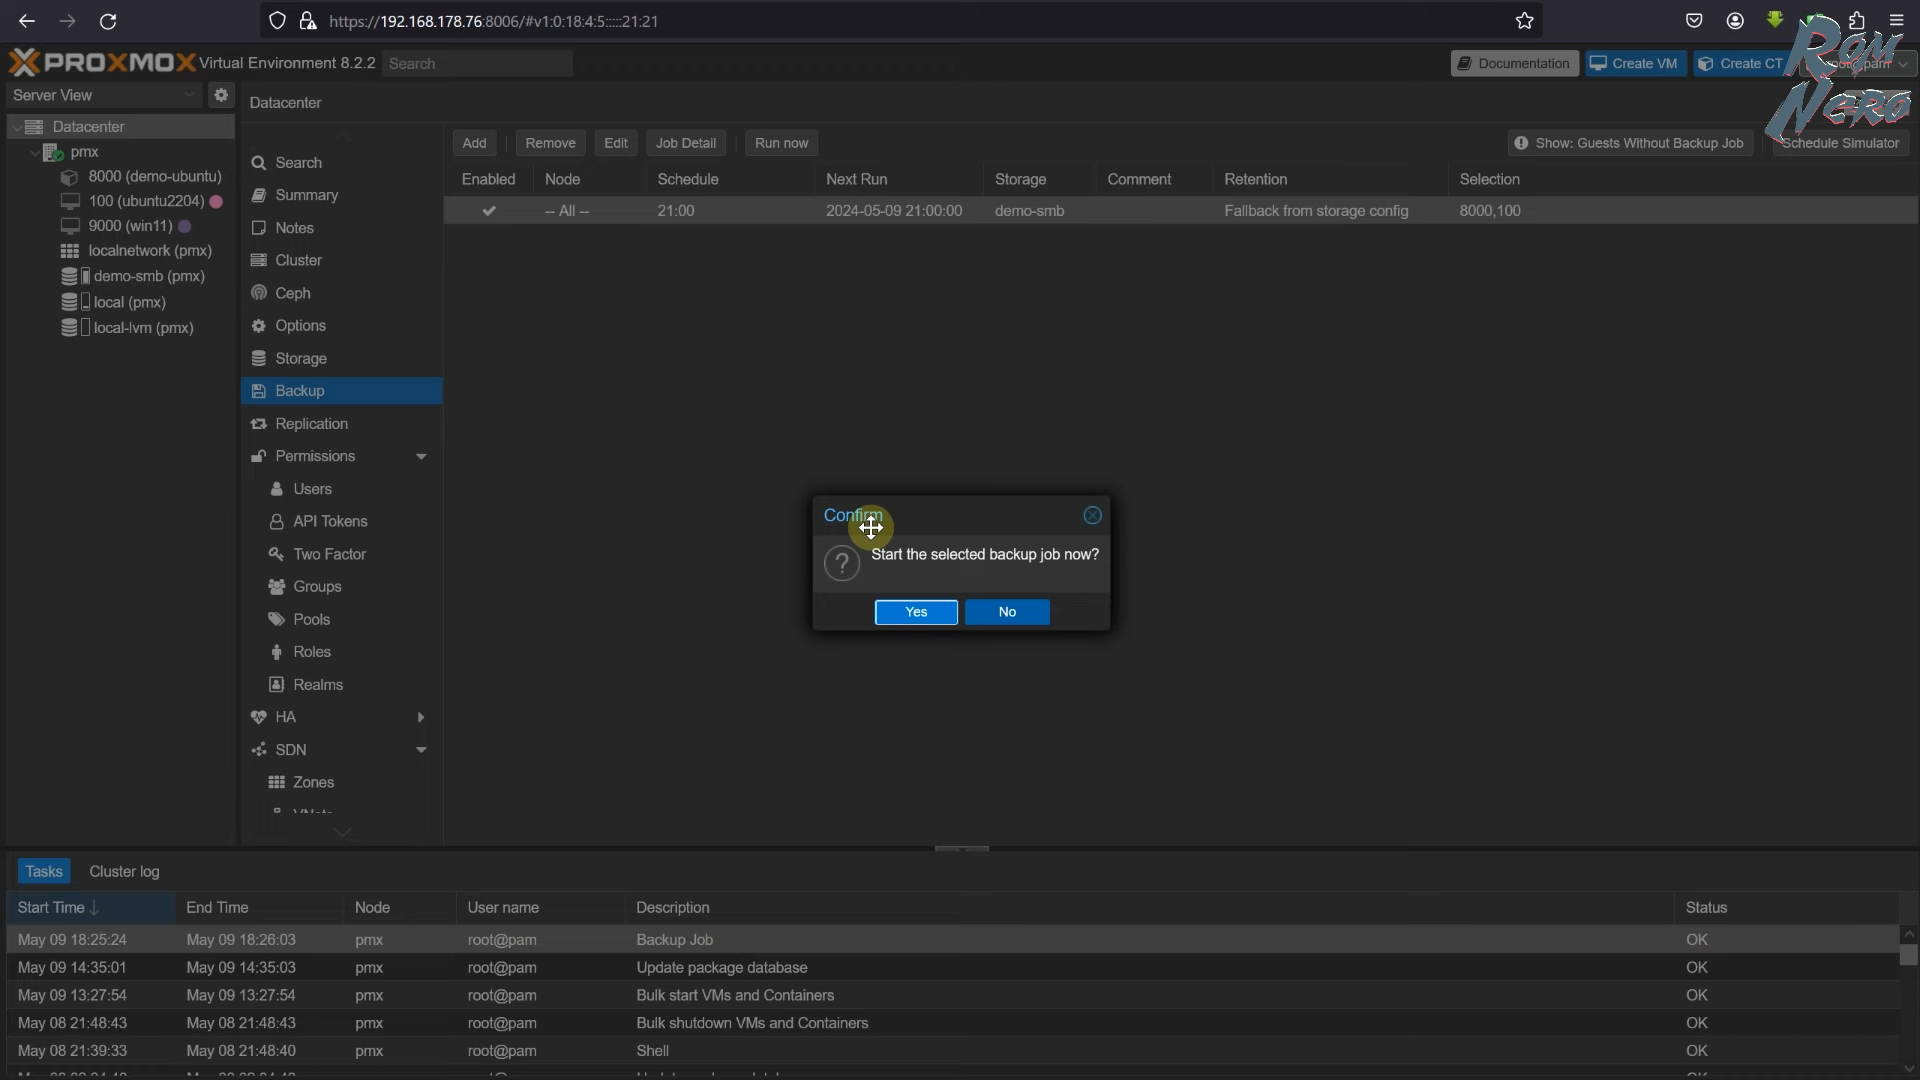 https://192.168.178.76:8006/#v1:0:18:4:5:::::21:21
PROXMOX Virtual Environment 8.2.2 Search
Documentation Create VM Create CT
Rom
Nero
Server View
Datacenter
Datacenter
pmx
8000 (demo-ubuntu)
100 (ubuntu2204)
9000 (win11)
localnetwork (pmx)
demo-smb (pmx)
local (pmx)
local-lvm (pmx)
Search
Summary
Notes
Cluster
Ceph
Options
Storage
Backup
Replication
Permissions
Users
API Tokens
Two Factor
Groups
Pools
Roles
Realms
HA
SDN
Zones
Add Remove Edit Job Detail Run now Show: Guests Without Backup Job Schedule Simulator
Enabled Node Schedule Next Run Storage Comment Retention Selection
-- All -- 21:00 2024-05-09 21:00:00 demo-smb Fallback from storage config 8000,100
Confirm
Start the selected backup job now?
Yes No
Tasks Cluster log
Start Time End Time Node User name Description Status
May 09 18:25:24 May 09 18:26:03 pmx root@pam Backup Job OK
May 09 14:35:01 May 09 14:35:03 pmx root@pam Update package database OK
May 09 13:27:54 May 09 13:27:54 pmx root@pam Bulk start VMs and Containers OK
May 08 21:48:43 May 08 21:48:43 pmx root@pam Bulk shutdown VMs and Containers OK
May 08 21:39:33 May 08 21:48:40 pmx root@pam Shell OK